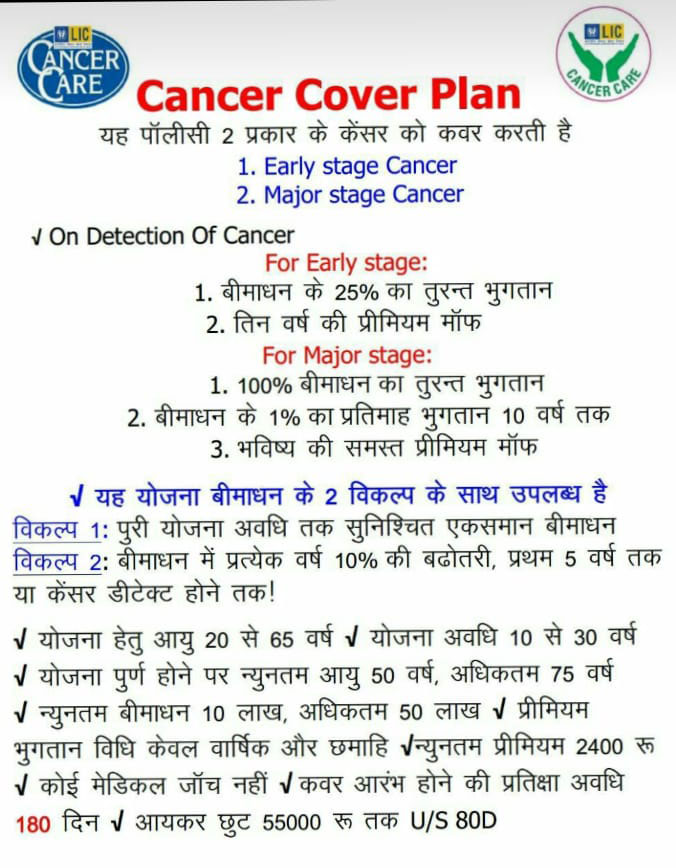 LIC
CANCER CARE
LIC
CANCER CARE
Cancer Cover Plan
यह पॉलीसी 2 प्रकार के केंसर को कवर करती है
1. Early stage Cancer
2. Major stage Cancer
√ On Detection Of Cancer
For Early stage:
1. बीमाधन के 25% का तुरन्त भुगतान
2. तिन वर्ष की प्रीमियम मॉफ
For Major stage:
1. 100% बीमाधन का तुरन्त भुगतान
2. बीमाधन के 1% का प्रतिमाह भुगतान 10 वर्ष तक
3. भविष्य की समस्त प्रीमियम मॉफ
√ यह योजना बीमाधन के 2 विकल्प के साथ उपलब्ध है
विकल्प 1: पुरी योजना अवधि तक सुनिश्चित एकसमान बीमाधन
विकल्प 2: बीमाधन में प्रत्येक वर्ष 10% की बढोतरी, प्रथम 5 वर्ष तक
या केंसर डीटेक्ट होने तक!
√ योजना हेतु आयु 20 से 65 वर्ष √ योजना अवधि 10 से 30 वर्ष
√ योजना पुर्ण होने पर न्युनतम आयु 50 वर्ष, अधिकतम 75 वर्ष
√ न्युनतम बीमाधन 10 लाख, अधिकतम 50 लाख √ प्रीमियम
भुगतान विधि केवल वार्षिक और छमाहि √न्युनतम प्रीमियम 2400 रू
√ कोई मेडिकल जॉच नहीं √ कवर आरंभ होने की प्रतिक्षा अवधि
180 दिन √ आयकर छुट 55000 रू तक U/S 80D